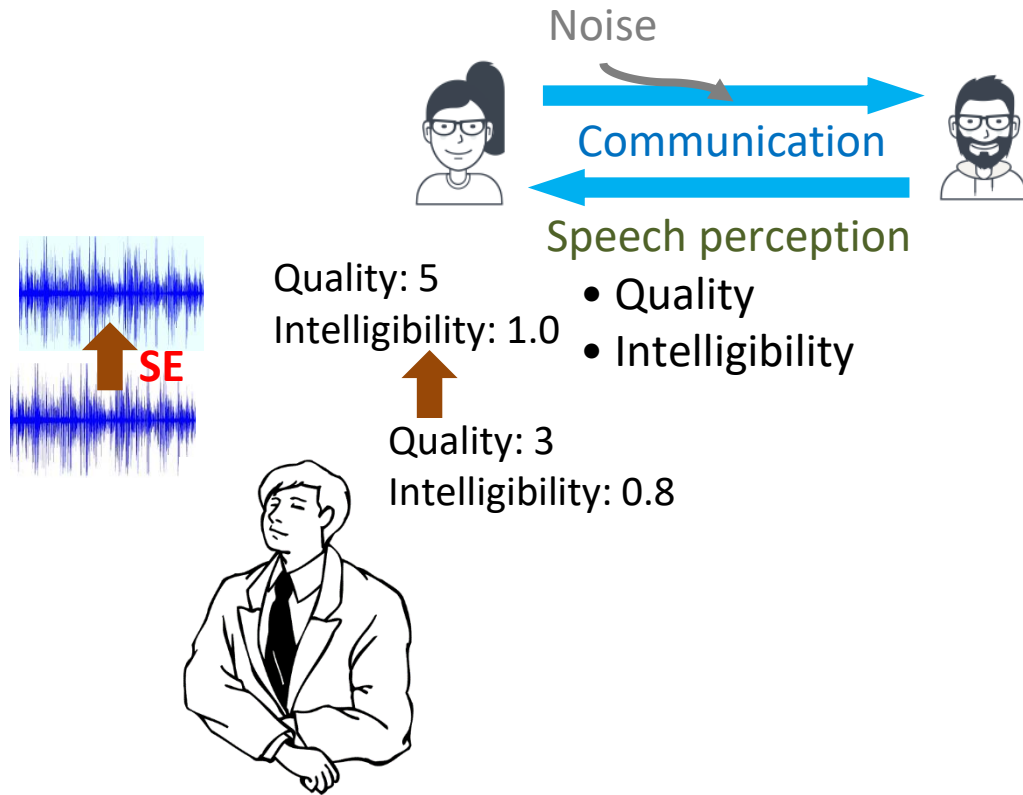 Noise
Communication
Speech perception
• Quality
• Intelligibility
Quality: 5
Intelligibility: 1.0
SE
Quality: 3
Intelligibility: 0.8